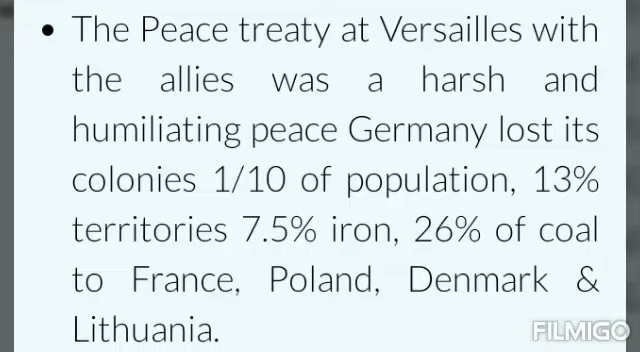 • The Peace treaty at Versailles with
the allies was a harsh and
humiliating peace Germany lost its
colonies 1/10 of population, 13%
territories 7.5% iron, 26% of coal
to France, Poland, Denmark &
Lithuania.
FILMIGO